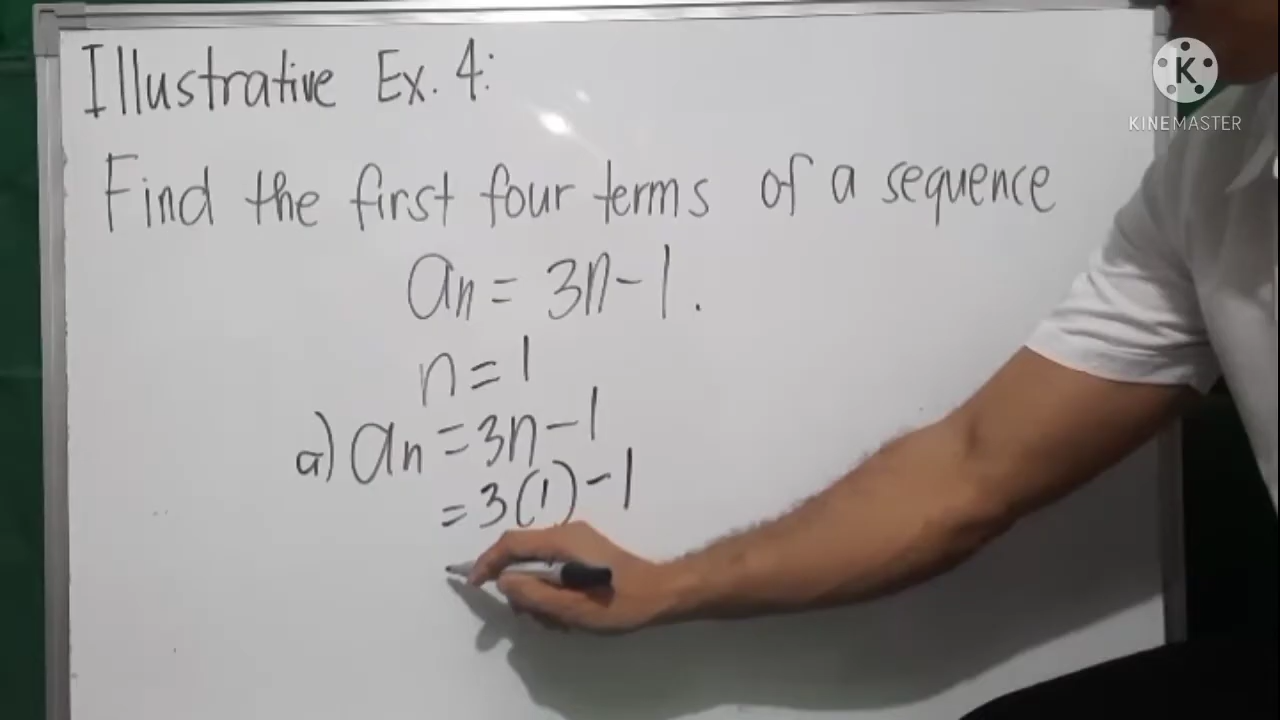 Illustrative Ex. 4:
K
KINEMASTER
Find the first four terms of a sequence
an = 3n-1.
n = 1
a) an = 3n-1
= 3(1) - 1